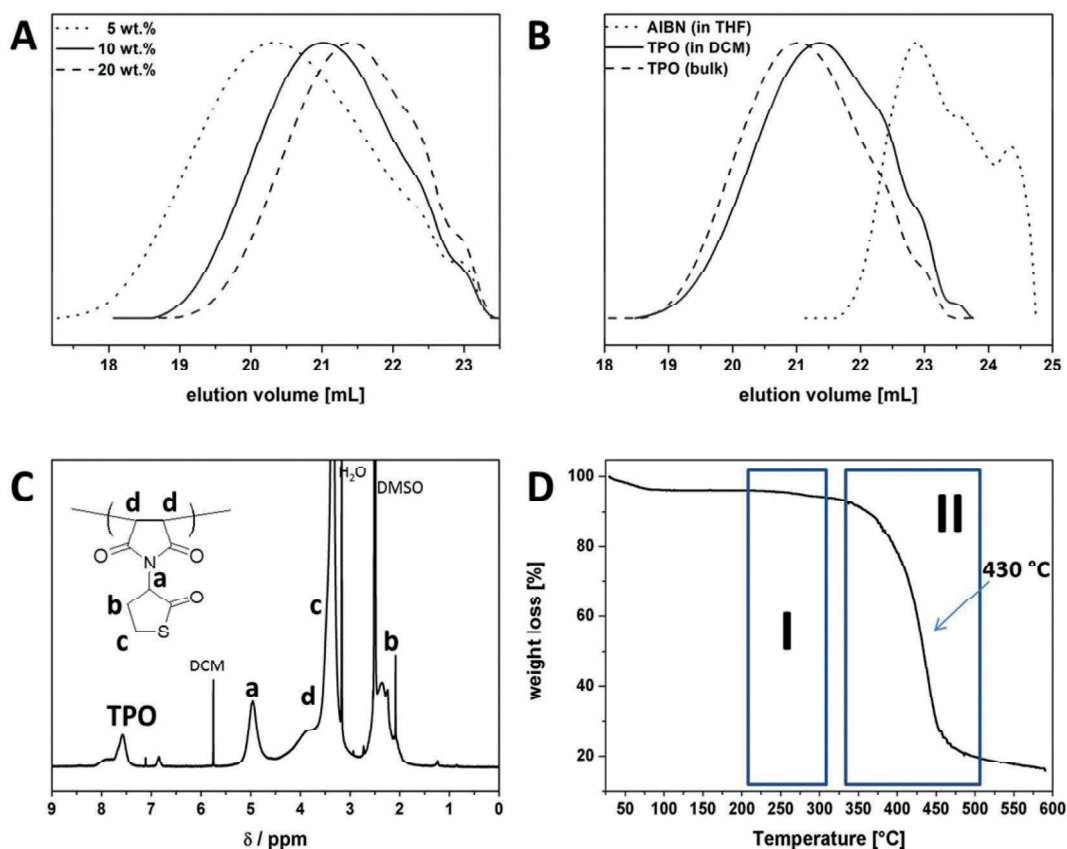 A
5 wt.%
10 wt.%
20 wt.%
18 19 20 21 22 23
elution volume [mL]
B
AIBN (in THF)
TPO (in DCM)
TPO (bulk)
18 19 20 21 22 23 24 25
elution volume [mL]
C
d d
O N O
a
b O
c S
TPO
DCM
a
d
c
H₂O
DMSO
b
9 8 7 6 5 4 3 2 1 0
δ / ppm
D
100
80
60
40
20
weight loss [%]
I
II
430 °C
50 100 150 200 250 300 350 400 450 500 550 600
Temperature [°C]